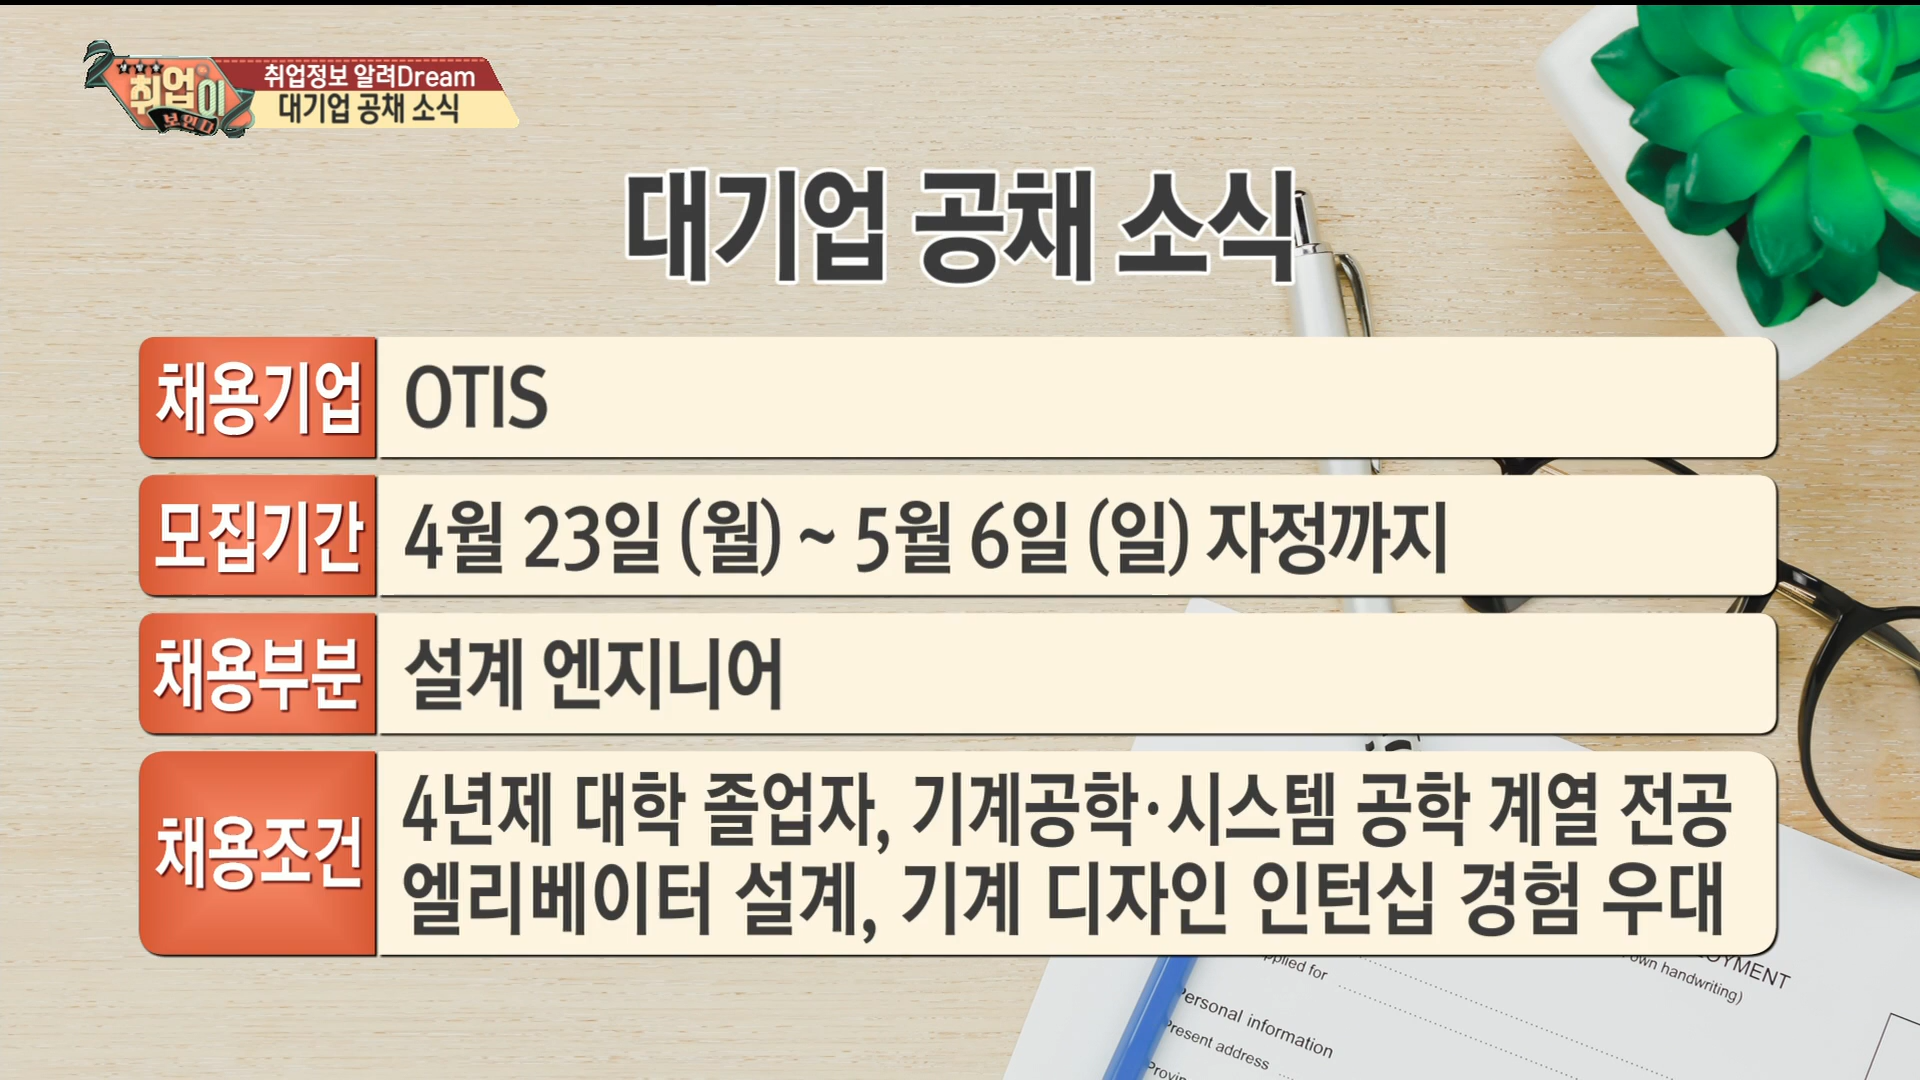 취업이
보인다
취업정보 알려Dream
대기업 공채 소식
대기업 공채 소식
채용기업
OTIS
모집기간
4월 23일 (월) ~ 5월 6일 (일) 자정까지
채용부분
설계 엔지니어
채용조건
4년제 대학 졸업자, 기계공학·시스템 공학 계열 전공
엘리베이터 설계, 기계 디자인 인턴십 경험 우대
own handwriting)
for
Personal information
Present address